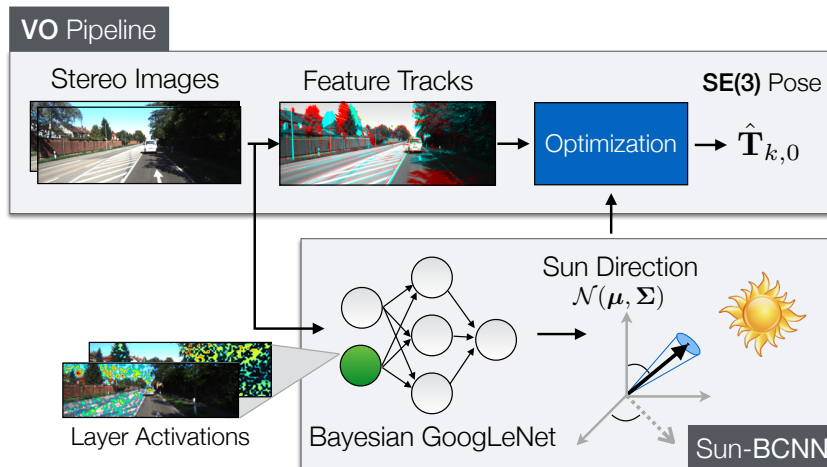 VO Pipeline
Stereo Images
Feature Tracks
SE(3) Pose
Optimization
T̂ₖ,₀
Sun Direction
𝒩(μ, Σ)
Layer Activations
Bayesian GoogLeNet
Sun-BCNN